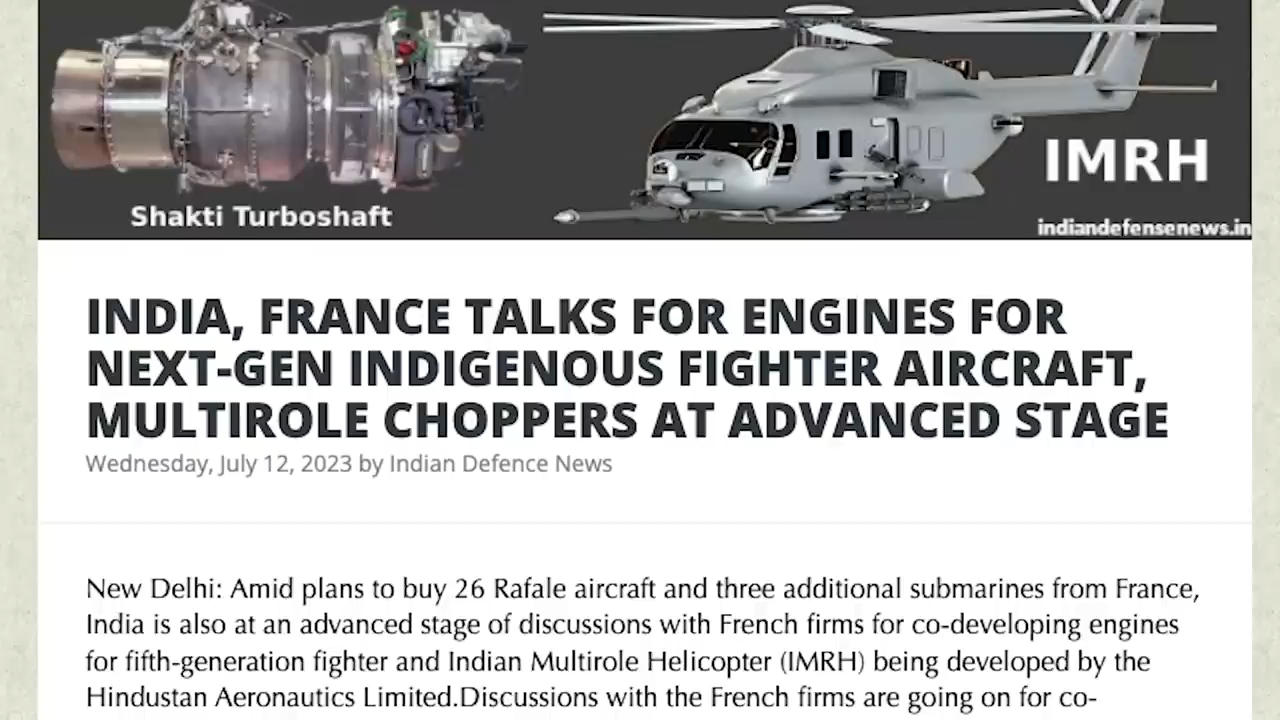 IMRH
Shakti Turboshaft
indiandefensenews.in
INDIA, FRANCE TALKS FOR ENGINES FOR
NEXT-GEN INDIGENOUS FIGHTER AIRCRAFT,
MULTIROLE CHOPPERS AT ADVANCED STAGE
Wednesday, July 12, 2023 by Indian Defence News
New Delhi: Amid plans to buy 26 Rafale aircraft and three additional submarines from France,
India is also at an advanced stage of discussions with French firms for co-developing engines
for fifth-generation fighter and Indian Multirole Helicopter (IMRH) being developed by the
Hindustan Aeronautics Limited.Discussions with the French firms are going on for co-